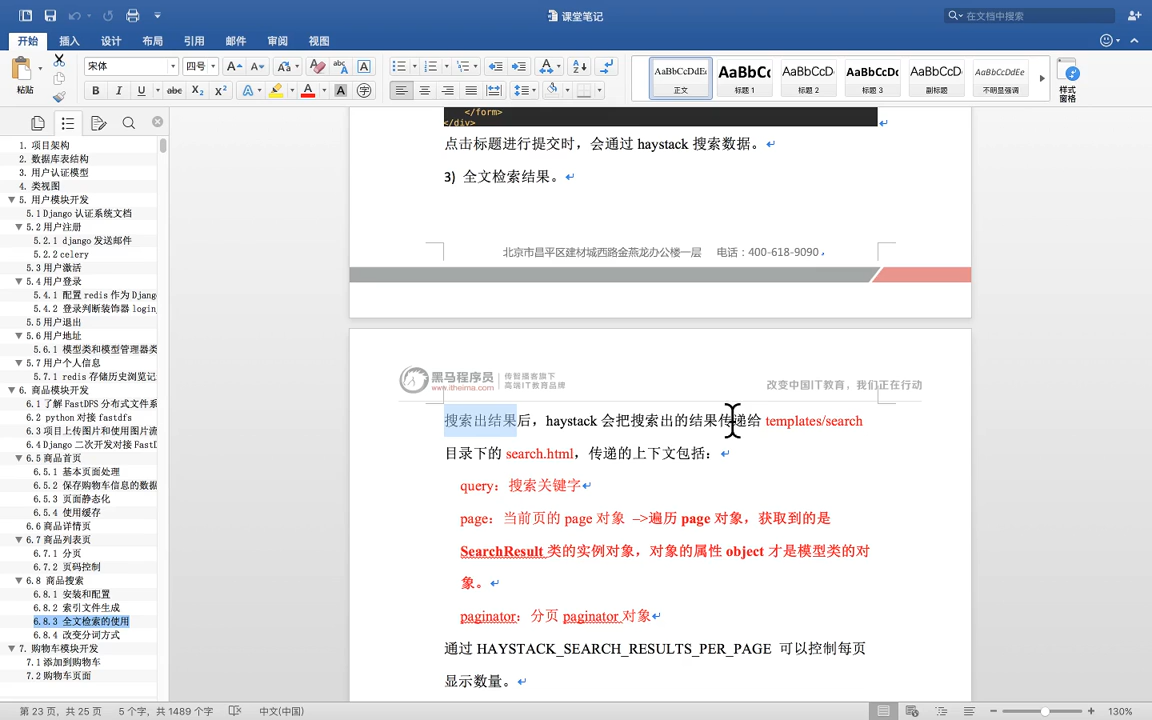 课堂笔记
在文档中搜索
开始 插入 设计 布局 引用 邮件 审阅 视图
粘贴
宋体 四号
B I U abc X₂ X²
AaBbCcDdEe AaBbCc AaBbCcD AaBbCcDc AaBbCcD AaBbCcDdEe
正文 标题 1 标题 2 标题 3 副标题 不明显强调
样式
窗格
1. 项目架构
2. 数据库表结构
3. 用户认证模型
4. 类视图
5. 用户模块开发
5.1 Django 认证系统文档
5.2 用户注册
5.2.1 django 发送邮件
5.2.2 celery
5.3 用户激活
5.4 用户登录
5.4.1 配置 redis 作为 Djang
5.4.2 登录判断装饰器 login_
5.5 用户退出
5.6 用户地址
5.6.1 模型类和模型管理器类
5.7 用户个人信息
5.7.1 redis 存储历史浏览记
6. 商品模块开发
6.1 了解 FastDFS 分布式文件系
6.2 python 对接 fastdfs
6.3 项目上传图片和使用图片流
6.4 Django 二次开发对接 FastD
6.5 商品首页
6.5.1 基本页面处理
6.5.2 保存购物车信息的数据
6.5.3 页面静态化
6.5.4 使用缓存
6.6 商品详情页
6.7 商品列表页
6.7.1 分页
6.7.2 页码控制
6.8 商品搜索
6.8.1 安装和配置
6.8.2 索引文件生成
6.8.3 全文检索的使用
6.8.4 改变分词方式
7. 购物车模块开发
7.1 添加到购物车
7.2 购物车页面
</form>
</div>
点击标题进行提交时，会通过 haystack 搜索数据。
3) 全文检索结果。
北京市昌平区建材城西路金燕龙办公楼一层 电话：400-618-9090
黑马程序员 传智播客旗下
www.itheima.com 高端IT教育品牌
改变中国IT教育，我们正在行动
搜索出结果后，haystack 会把搜索出的结果传递给 templates/search
目录下的 search.html，传递的上下文包括：
query：搜索关键字
page：当前页的 page 对象 –>遍历 page 对象，获取到的是
SearchResult 类的实例对象，对象的属性 object 才是模型类的对
象。
paginator：分页 paginator 对象
通过 HAYSTACK_SEARCH_RESULTS_PER_PAGE 可以控制每页
显示数量。
第 23 页，共 25 页 5 个字，共 1489 个字 中文(中国) 130%